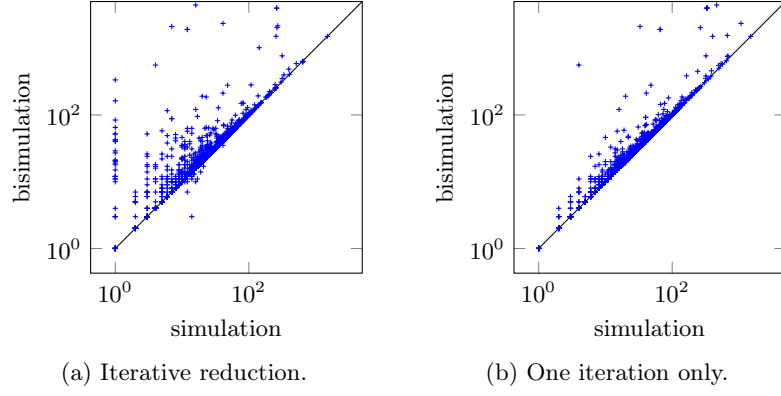 10^2
10^0
bisimulation
10^0
10^2
simulation
(a) Iterative reduction.
10^2
10^0
bisimulation
10^0
10^2
simulation
(b) One iteration only.